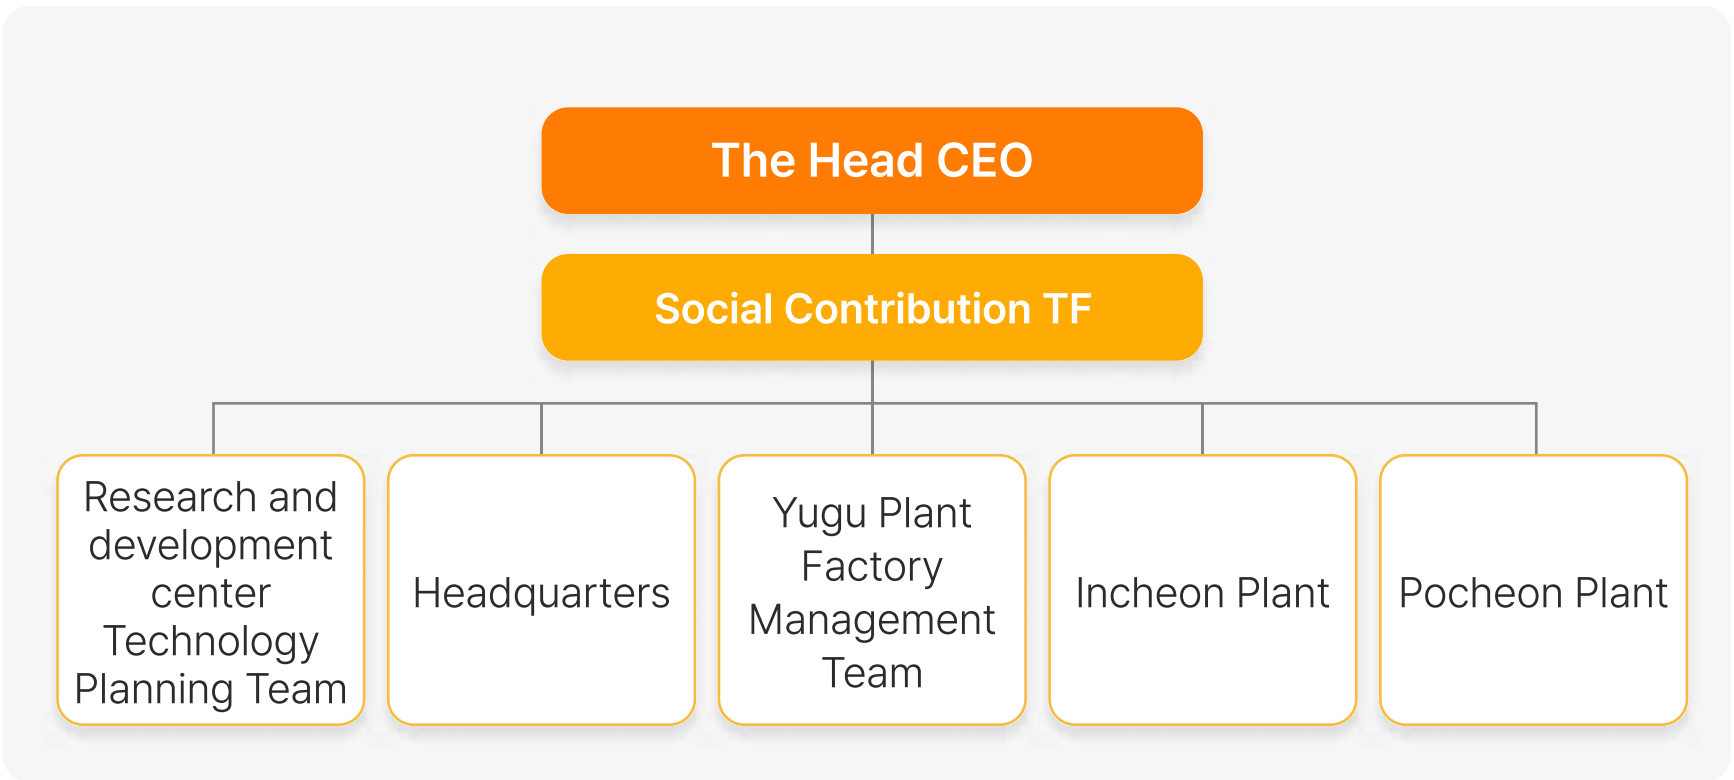 The Head CEO
Social Contribution TF
Research and
development
center
Technology
Planning Team
Headquarters
Yugu Plant
Factory
Management
Team
Incheon Plant
Pocheon Plant